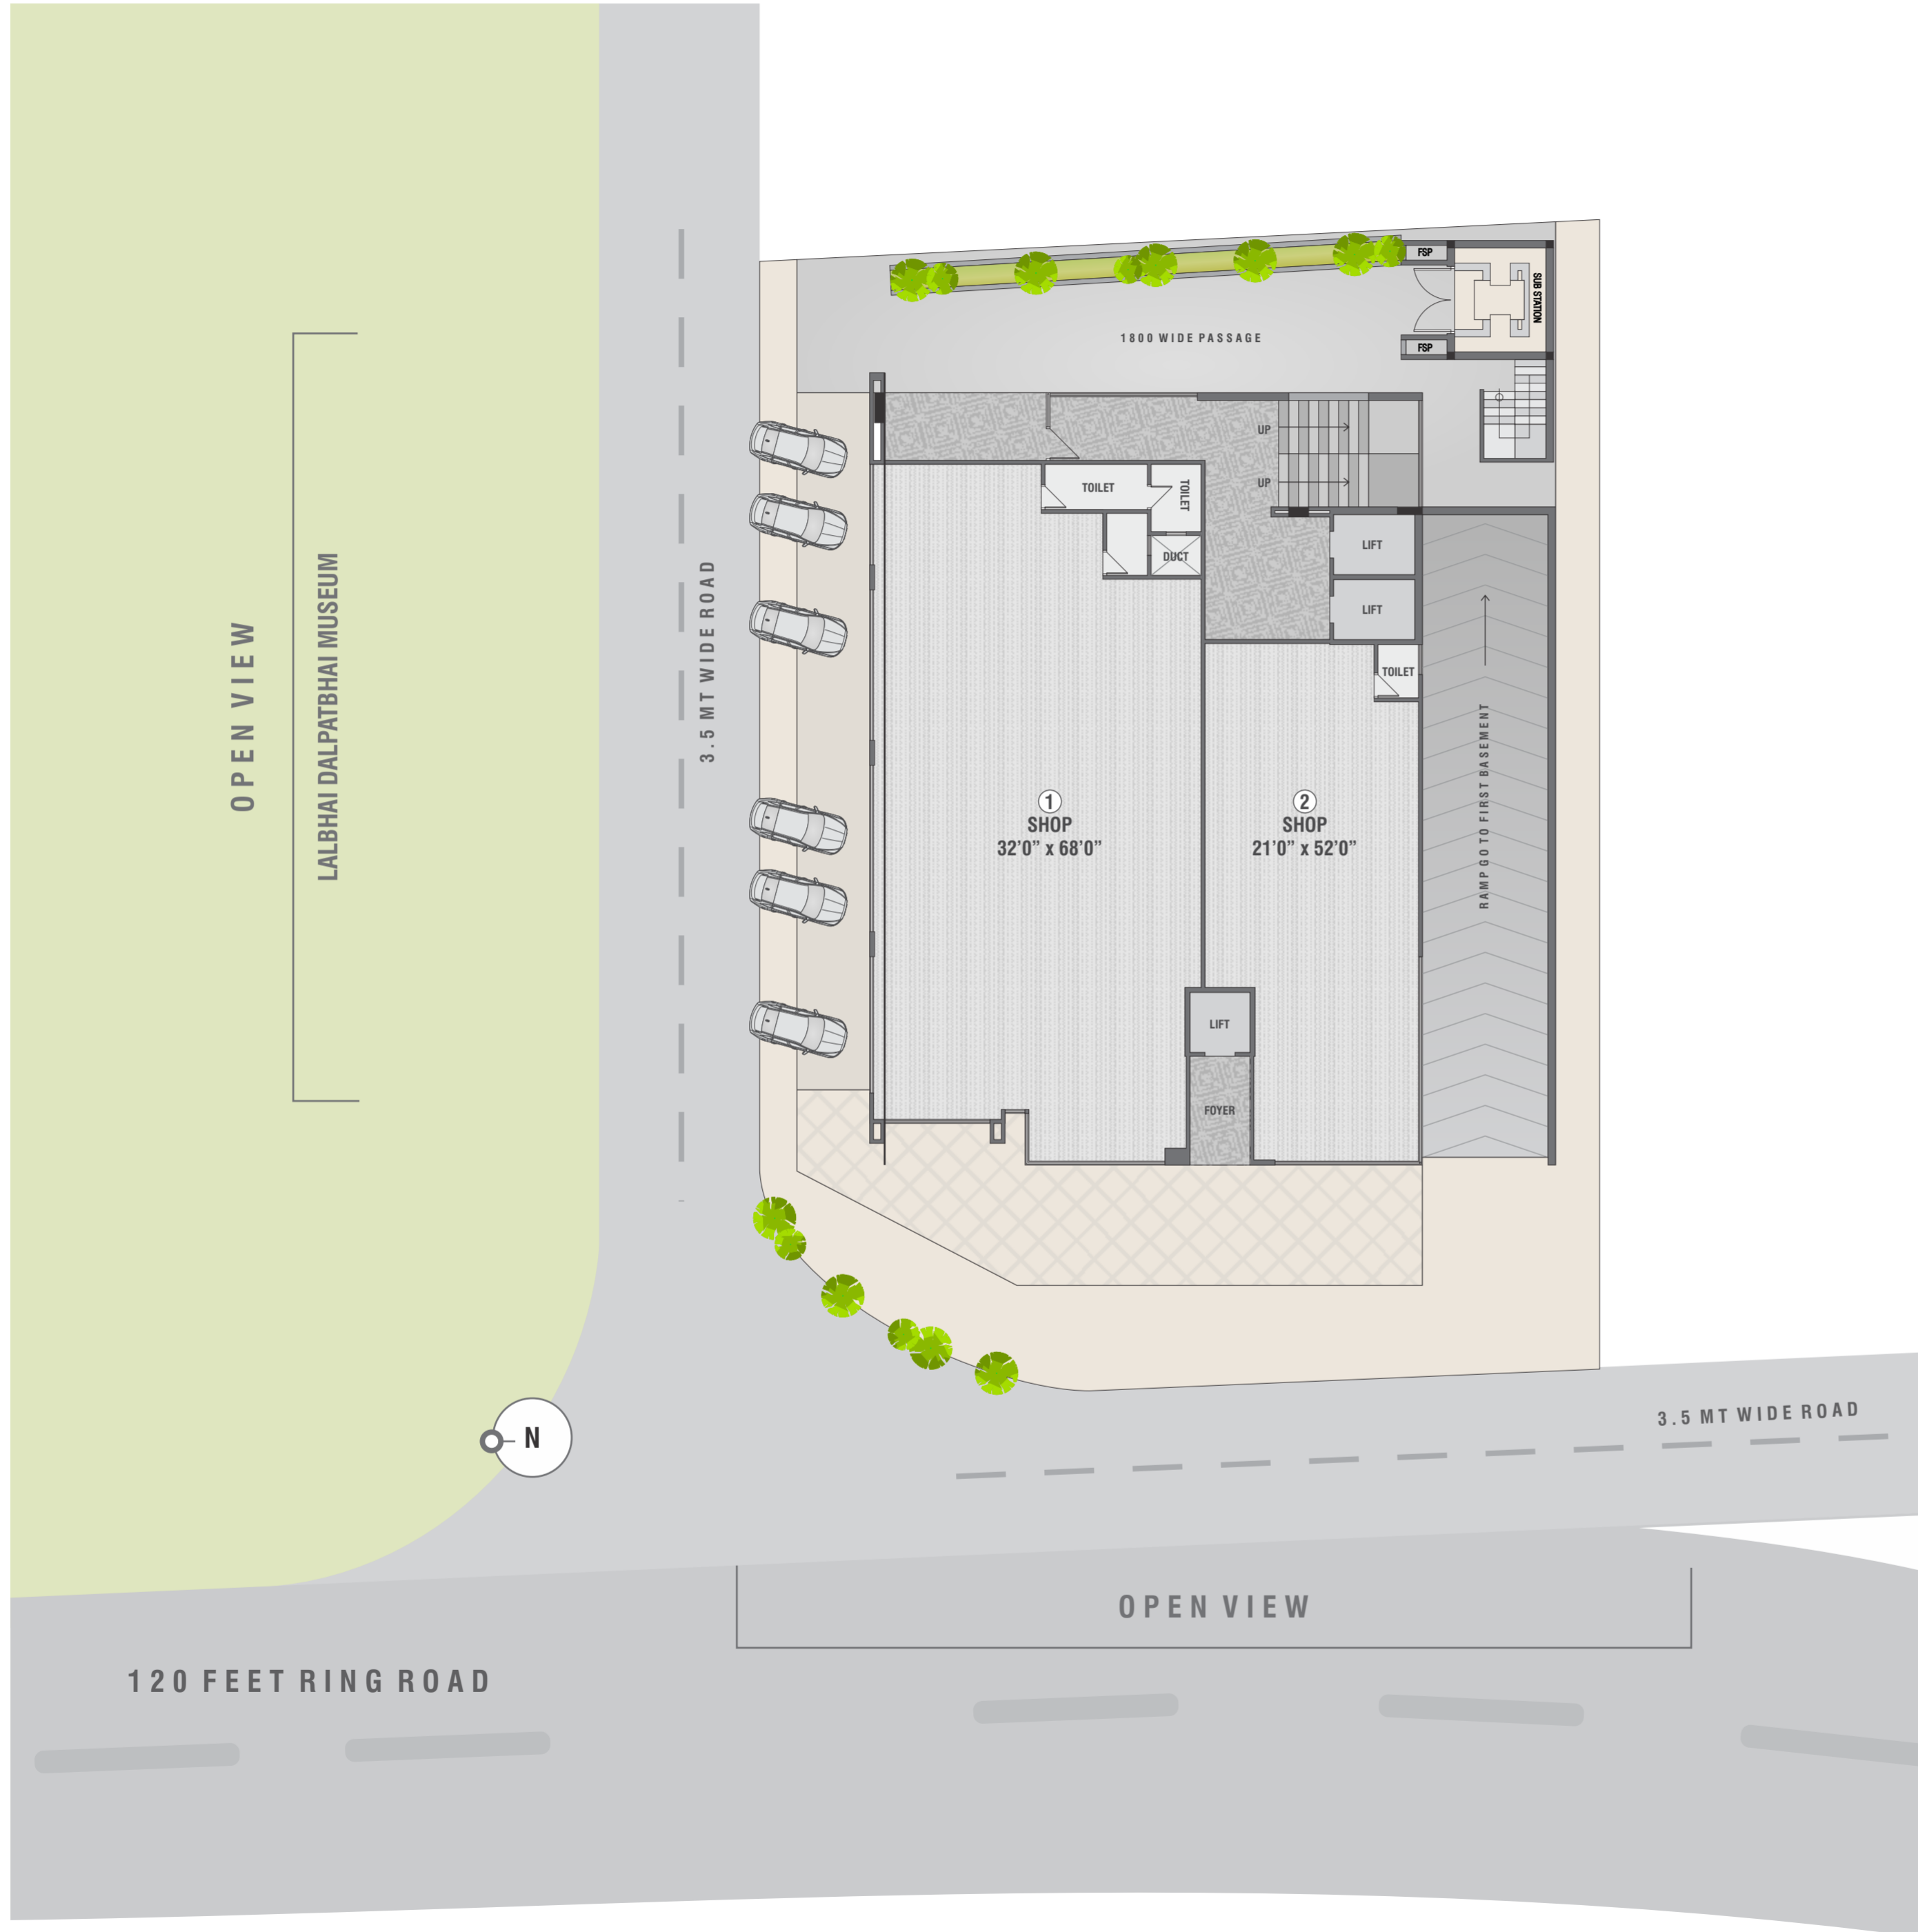 FSP
SUB STATION
1800 WIDE PASSAGE
FSP
UP
UP
TOILET
TOILET
DUCT
LIFT
LIFT
TOILET
OPEN VIEW
LALBHAI DALPATBHAI MUSEUM
3.5 MT WIDE ROAD
1
SHOP
32’0” x 68’0”
2
SHOP
21’0” x 52’0”
RAMP GO TO FIRST BASEMENT
LIFT
FOYER
N
3.5 MT WIDE ROAD
OPEN VIEW
120 FEET RING ROAD